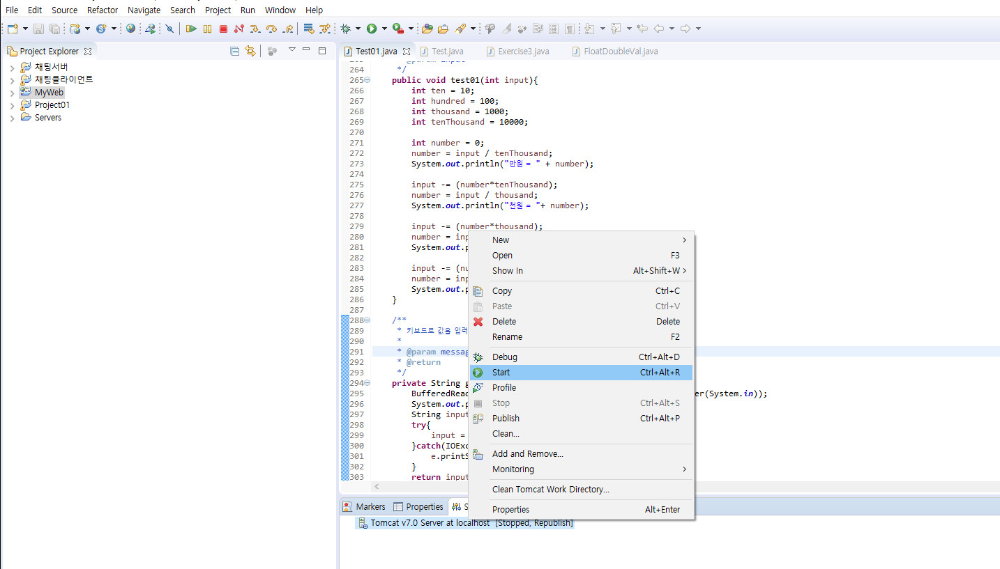 File Edit Source Refactor Navigate Search Project Run Window Help
Project Explorer
채팅서버
채팅클라이언트
MyWeb
Project01
Servers
Test01.java Test.java Exercise3.java FloatDoubleVal.java
264 */
265 public void test01(int input){
266 int ten = 10;
267 int hundred = 100;
268 int thousand = 1000;
269 int tenThousand = 10000;
270
271 int number = 0;
272 number = input / tenThousand;
273 System.out.println("만원 = " + number);
274
275 input -= (number*tenThousand);
276 number = input / thousand;
277 System.out.println("천원 = "+ number);
278
279 input -= (number*thousand);
280 number = inp
281 System.out.p
282
283 input -= (nu
284 number = inp
285 System.out.p
286 }
287
288 /**
289 * 키보드로 값을 입력
290 *
291 * @param messag
292 * @return
293 */
294 private String g
295 BufferedReac er(System.in));
296 System.out.p
297 String input
298 try{
299 input =
300 }catch(IOExc
301 e.printS
302 }
303 return input
New
Open F3
Show In Alt+Shift+W
Copy Ctrl+C
Paste Ctrl+V
Delete Delete
Rename F2
Debug Ctrl+Alt+D
Start Ctrl+Alt+R
Profile
Stop Ctrl+Alt+S
Publish Ctrl+Alt+P
Clean...
Add and Remove...
Monitoring
Clean Tomcat Work Directory...
Properties Alt+Enter
Markers Properties S
Tomcat v7.0 Server at localhost [Stopped, Republish]